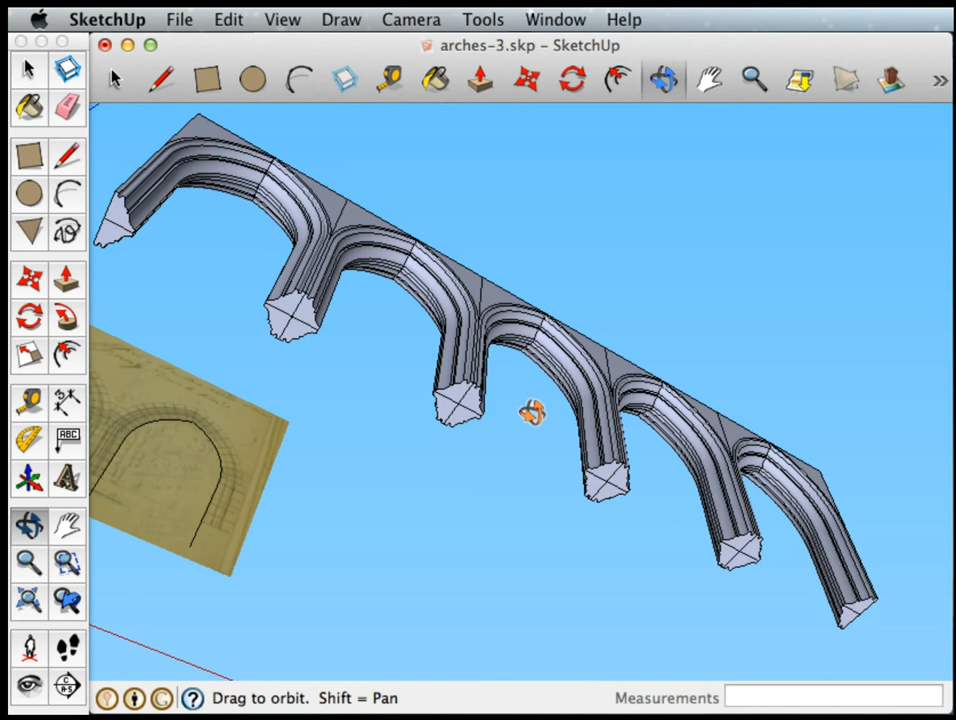 SketchUp File Edit View Draw Camera Tools Window Help
arches-3.skp – SketchUp
»
ABC
A
Drag to orbit. Shift = Pan
Measurements